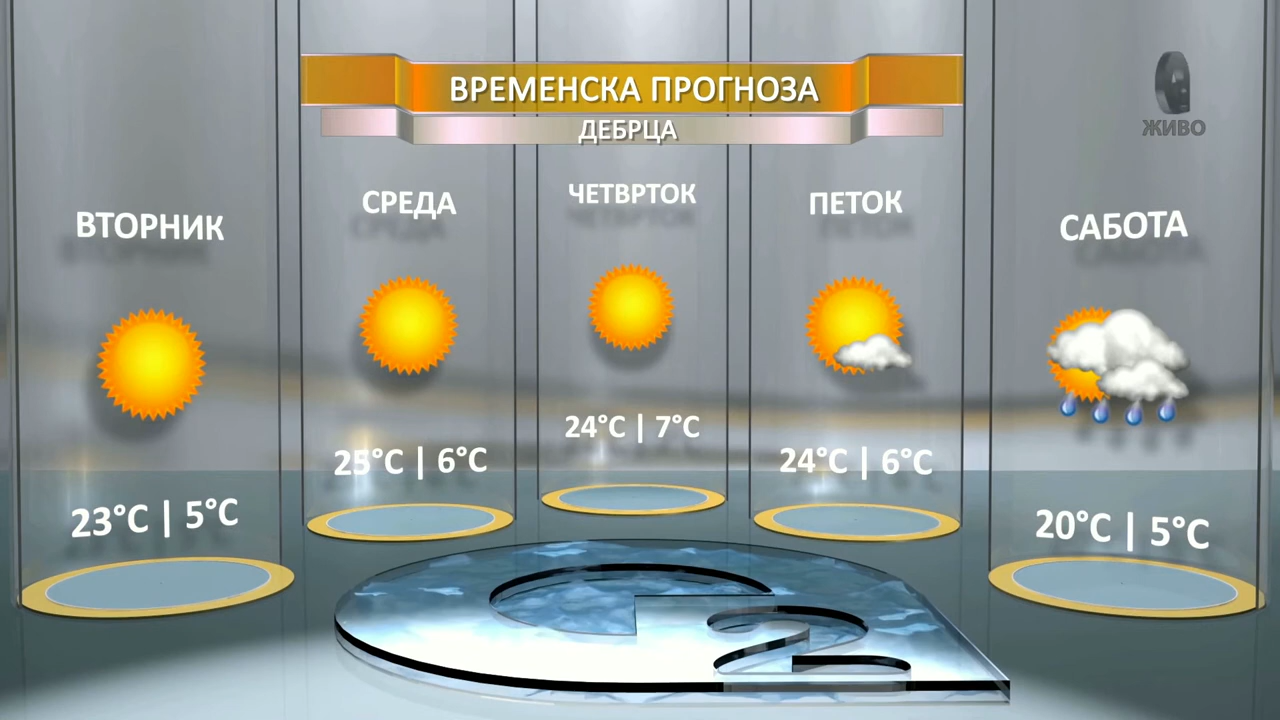 ВРЕМЕНСКА ПРОГНОЗА
ДЕБРЦА
ЖИВО
ВТОРНИК
23°C | 5°C
СРЕДА
25°C | 6°C
ЧЕТВРТОК
24°C | 7°C
ПЕТОК
24°C | 6°C
САБОТА
20°C | 5°C
2